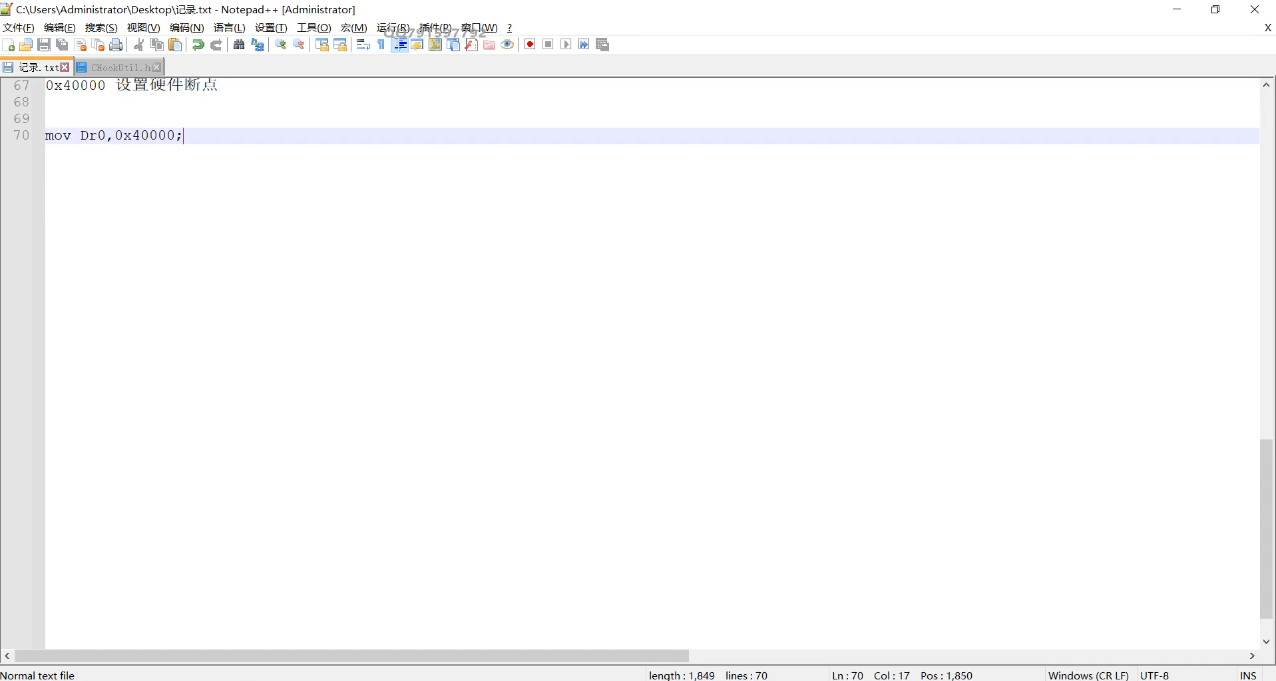 C:\Users\Administrator\Desktop\记录.txt - Notepad++ [Administrator]
文件(F) 编辑(E) 搜索(S) 视图(V) 编码(N) 语言(L) 设置(T) 工具(O) 宏(M) 运行(R) 插件(P) 窗口(W) ? X
记录.txt CHookUtil.h
67 0x40000 设置硬件断点
68
69
70 mov Dr0,0x40000;
Normal text file length : 1,849 lines : 70 Ln : 70 Col : 17 Pos : 1,850 Windows (CR LF) UTF-8 INS